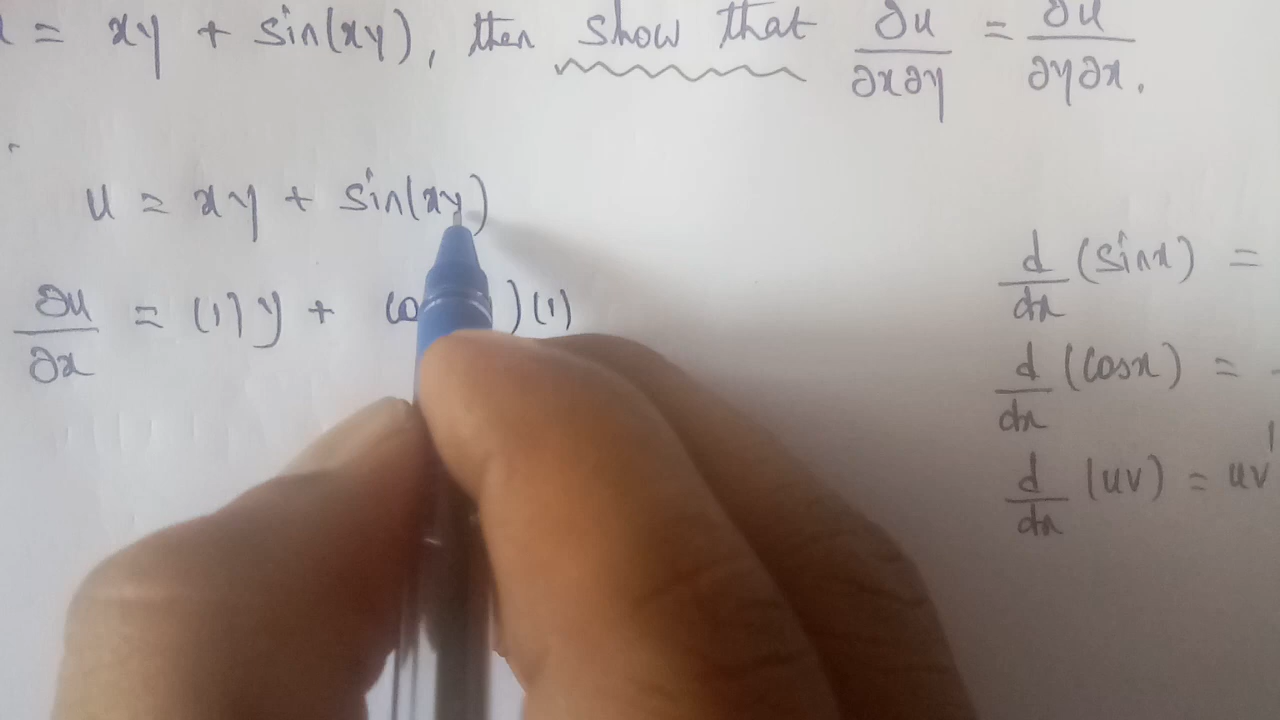 = xy + sin(xy), then show that ∂u/∂x∂y = ∂u/∂y∂x.
u = xy + sin(xy)
∂u/∂x = (1)y + )(1)
d/dx (sinx) =
d/dx (cosx) = -
d/dx (uv) = uv'